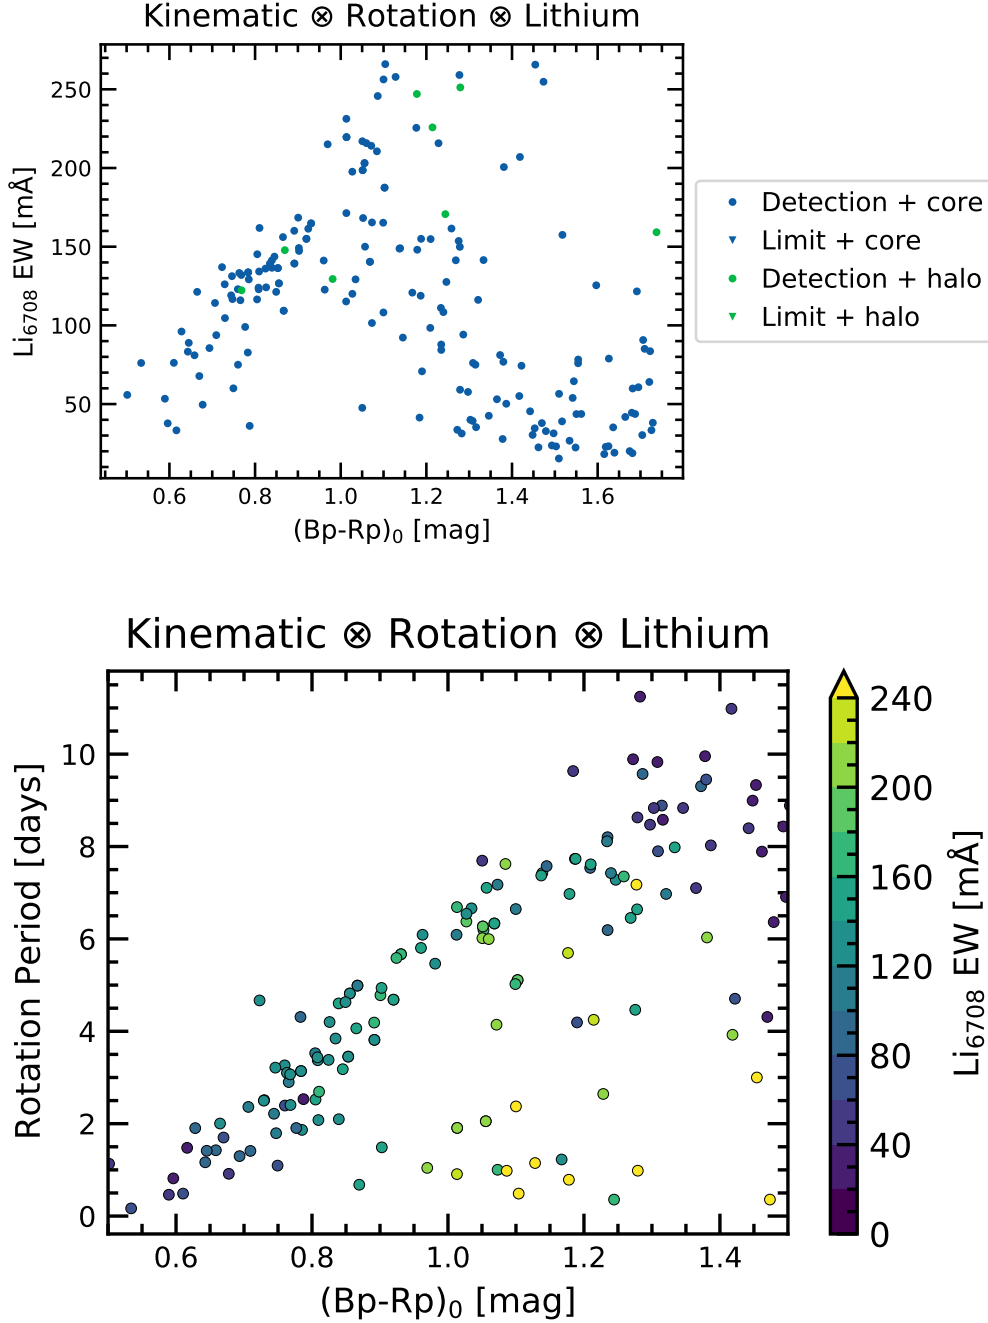 Kinematic ⊗ Rotation ⊗ Lithium
250
200
150
100
50
Li6708 EW [mÅ]
0.6 0.8 1.0 1.2 1.4 1.6
(Bp-Rp)0 [mag]
Detection + core
Limit + core
Detection + halo
Limit + halo
Kinematic ⊗ Rotation ⊗ Lithium
10
8
6
4
2
0
Rotation Period [days]
0.6 0.8 1.0 1.2 1.4
(Bp-Rp)0 [mag]
240
200
160
120
80
40
0
Li6708 EW [mÅ]